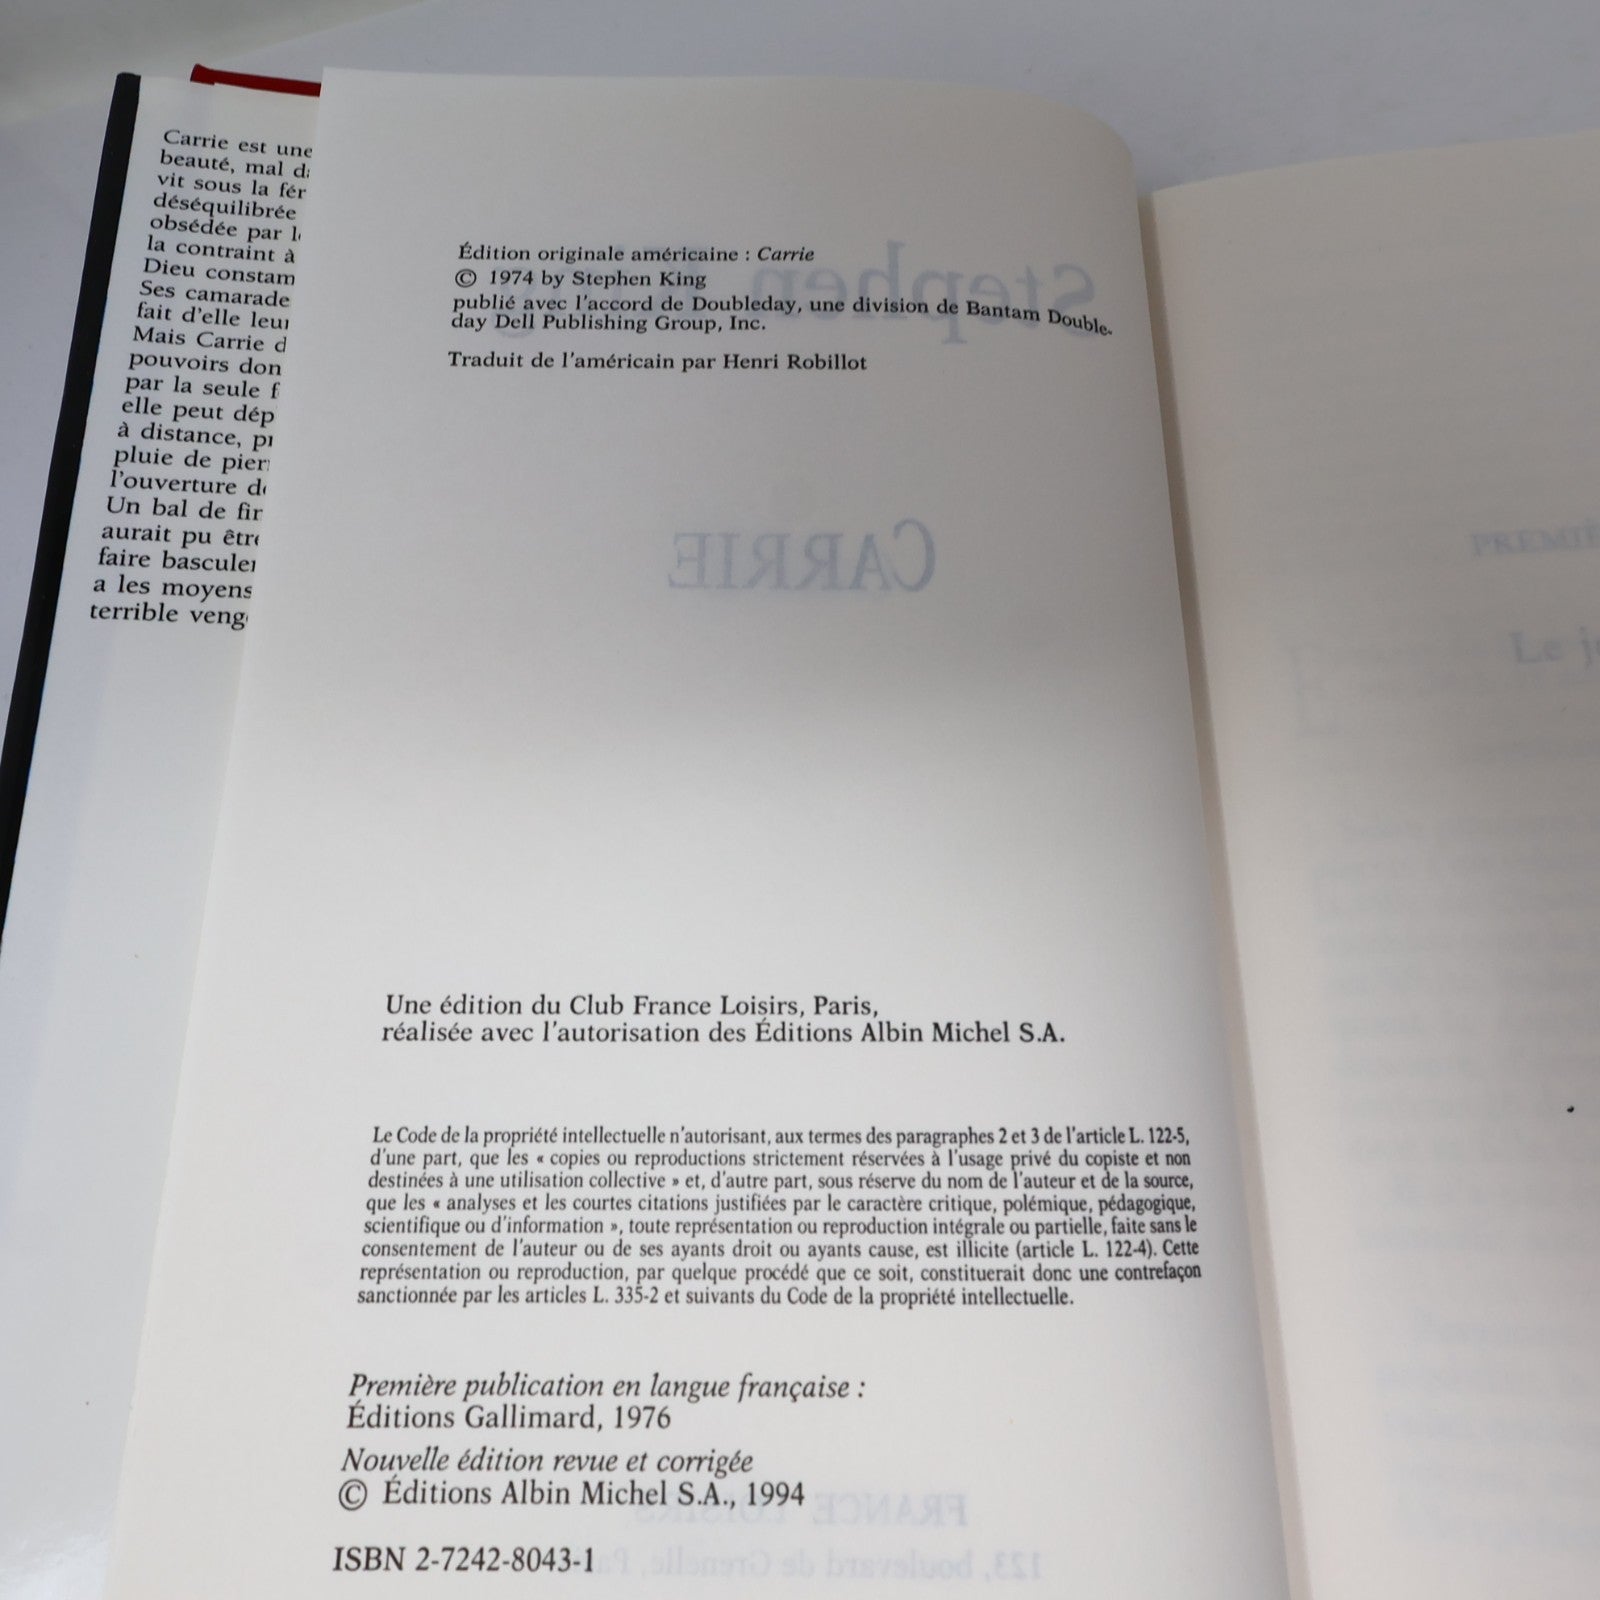 Carrie est une
beauté, mal
vit sous la
déséquilibrée
obsédée par
la contraint à
Dieu
Ses
fait d'elle
Mais Carrie
pouvoirs
par la seule
elle peut
à distance,
pluie de
l'ouverture
Un bal de
aurait pu
faire
a les moyens
terrible
Édition originale américaine : Carrie
© 1974 by Stephen King
publié avec l'accord de Doubleday, une division de Bantam Double-
day Dell Publishing Group, Inc.
Traduit de l'américain par Henri Robillot
Stephen
CARRIE
Une édition du Club France Loisirs, Paris,
réalisée avec l'autorisation des Éditions Albin Michel S.A.
Le Code de la propriété intellectuelle n'autorisant, aux termes des paragraphes 2 et 3 de l'article L. 122-5,
d'une part, que les « copies ou reproductions strictement réservées à l'usage privé du copiste et non
destinées à une utilisation collective » et, d'autre part, sous réserve du nom de l'auteur et de la source,
que les « analyses et les courtes citations justifiées par le caractère critique, polémique, pédagogique,
scientifique ou d'information », toute représentation ou reproduction intégrale ou partielle, faite sans le
consentement de l'auteur ou de ses ayants droit ou ayants cause, est illicite (article L. 122-4). Cette
représentation ou reproduction, par quelque procédé que ce soit, constituerait donc une contrefaçon
sanctionnée par les articles L. 335-2 et suivants du Code de la propriété intellectuelle.
Première publication en langue française :
Éditions Gallimard, 1976
Nouvelle édition revue et corrigée
© Éditions Albin Michel S.A., 1994
FRANCE LOISIRS
123, boulevard de Grenelle,
ISBN 2-7242-8043-1
Le